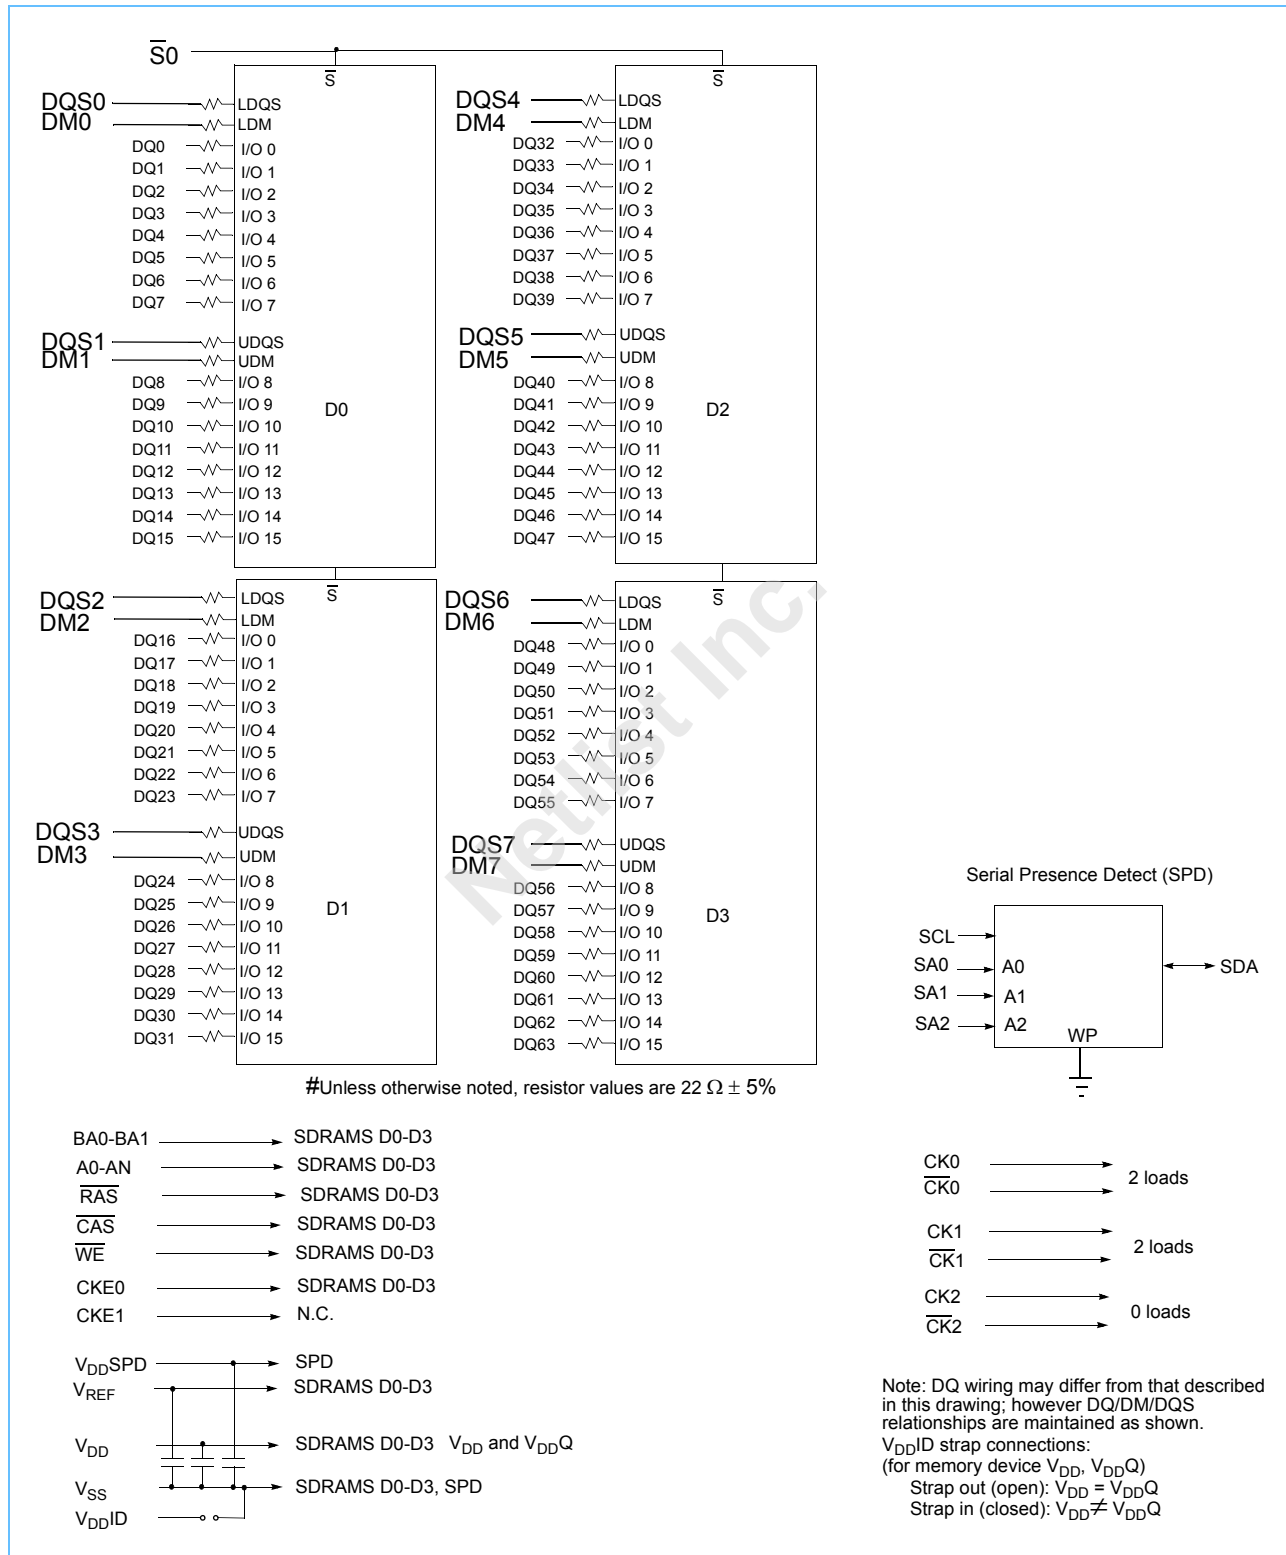 S̅0
S̅
DQS0 LDQS
DM0 LDM
DQ0 I/O 0
DQ1 I/O 1
DQ2 I/O 2
DQ3 I/O 3
DQ4 I/O 4
DQ5 I/O 5
DQ6 I/O 6
DQ7 I/O 7
DQS1 UDQS
DM1 UDM
DQ8 I/O 8
DQ9 I/O 9
DQ10 I/O 10
DQ11 I/O 11
DQ12 I/O 12
DQ13 I/O 13
DQ14 I/O 14
DQ15 I/O 15
D0
S̅
DQS4 LDQS
DM4 LDM
DQ32 I/O 0
DQ33 I/O 1
DQ34 I/O 2
DQ35 I/O 3
DQ36 I/O 4
DQ37 I/O 5
DQ38 I/O 6
DQ39 I/O 7
DQS5 UDQS
DM5 UDM
DQ40 I/O 8
DQ41 I/O 9
DQ42 I/O 10
DQ43 I/O 11
DQ44 I/O 12
DQ45 I/O 13
DQ46 I/O 14
DQ47 I/O 15
D2
S̅
DQS2 LDQS
DM2 LDM
DQ16 I/O 0
DQ17 I/O 1
DQ18 I/O 2
DQ19 I/O 3
DQ20 I/O 4
DQ21 I/O 5
DQ22 I/O 6
DQ23 I/O 7
DQS3 UDQS
DM3 UDM
DQ24 I/O 8
DQ25 I/O 9
DQ26 I/O 10
DQ27 I/O 11
DQ28 I/O 12
DQ29 I/O 13
DQ30 I/O 14
DQ31 I/O 15
D1
S̅
DQS6 LDQS
DM6 LDM
DQ48 I/O 0
DQ49 I/O 1
DQ50 I/O 2
DQ51 I/O 3
DQ52 I/O 4
DQ53 I/O 5
DQ54 I/O 6
DQ55 I/O 7
DQS7 UDQS
DM7 UDM
DQ56 I/O 8
DQ57 I/O 9
DQ58 I/O 10
DQ59 I/O 11
DQ60 I/O 12
DQ61 I/O 13
DQ62 I/O 14
DQ63 I/O 15
D3
Netlist Inc.
Serial Presence Detect (SPD)
SCL
SA0 A0
SA1 A1
SA2 A2
WP
SDA
#Unless otherwise noted, resistor values are 22 Ω ± 5%
BA0-BA1 SDRAMS D0-D3
A0-AN SDRAMS D0-D3
R̅A̅S̅ SDRAMS D0-D3
C̅A̅S̅ SDRAMS D0-D3
W̅E̅ SDRAMS D0-D3
CKE0 SDRAMS D0-D3
CKE1 N.C.
VDDSPD SPD
VREF SDRAMS D0-D3
VDD SDRAMS D0-D3 VDD and VDDQ
VSS SDRAMS D0-D3, SPD
VDDID
CK0
C̅K̅0
2 loads
CK1
C̅K̅1
2 loads
CK2
C̅K̅2
0 loads
Note: DQ wiring may differ from that described
in this drawing; however DQ/DM/DQS
relationships are maintained as shown.
VDDID strap connections:
(for memory device VDD, VDDQ)
Strap out (open): VDD = VDDQ
Strap in (closed): VDD ≠ VDDQ